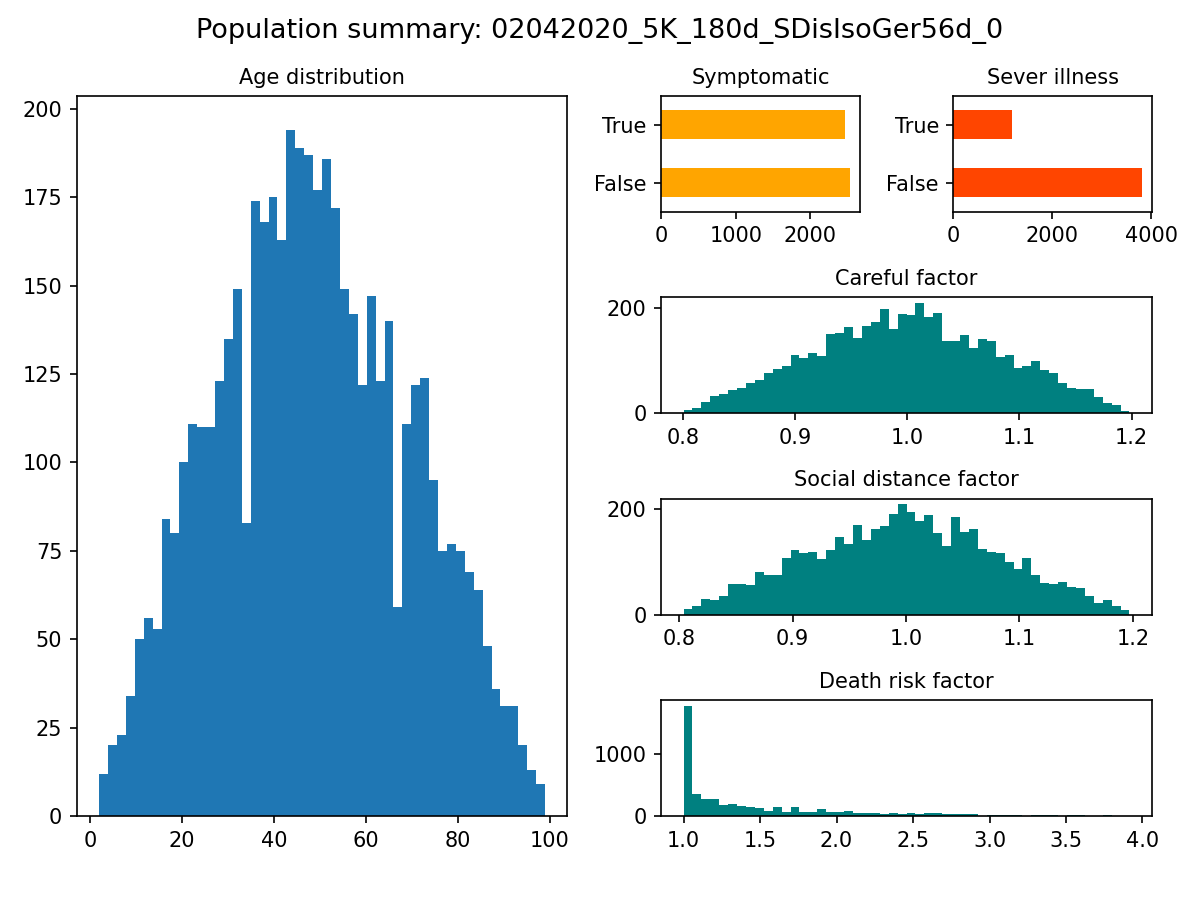 Population summary: 02042020_5K_180d_SDisIsoGer56d_0
Age distribution
200
175
150
125
100
75
50
25
0
0 20 40 60 80 100
Symptomatic
True
False
0 1000 2000
Sever illness
True
False
0 2000 4000
Careful factor
200
0
0.8 0.9 1.0 1.1 1.2
Social distance factor
200
0
0.8 0.9 1.0 1.1 1.2
Death risk factor
1000
0
1.0 1.5 2.0 2.5 3.0 3.5 4.0